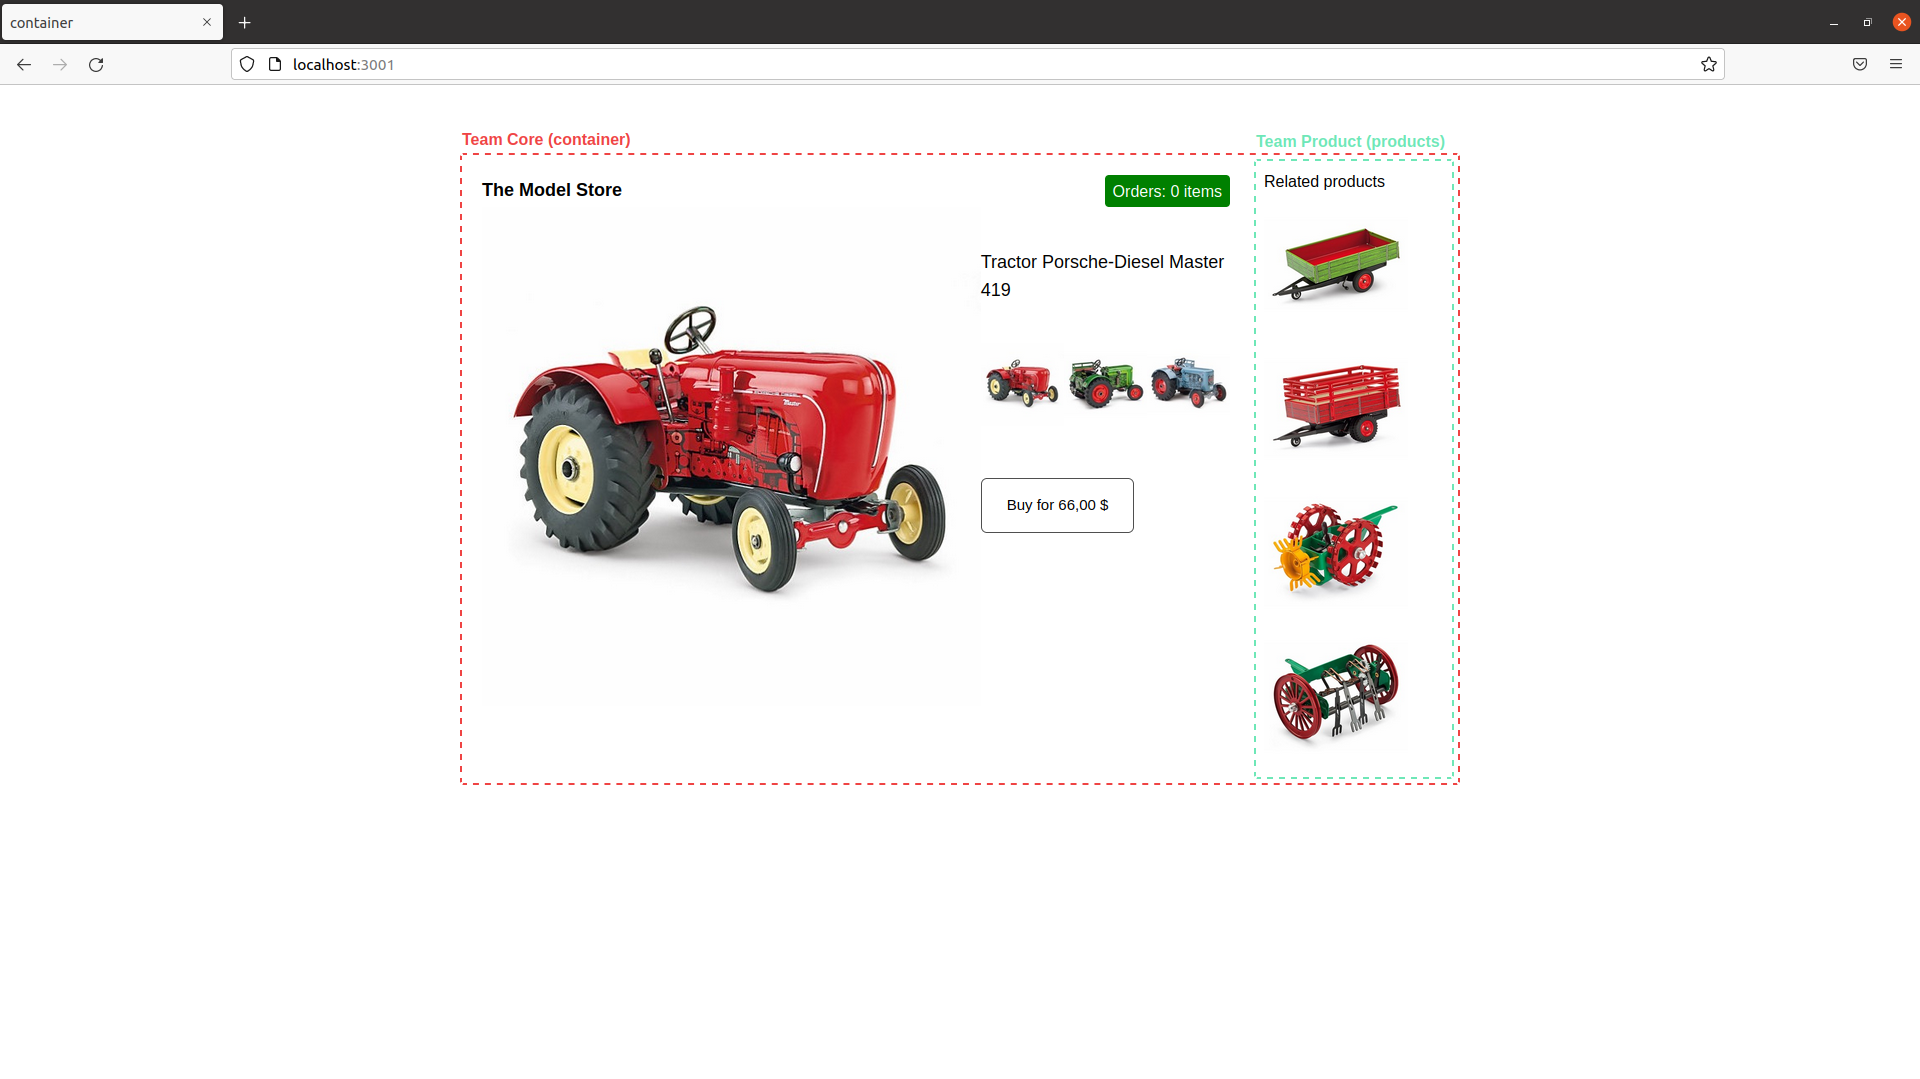 container
localhost:3001
Team Core (container)
Team Product (products)
The Model Store
Orders: 0 items
Related products
Tractor Porsche-Diesel Master
419
Buy for 66,00 $